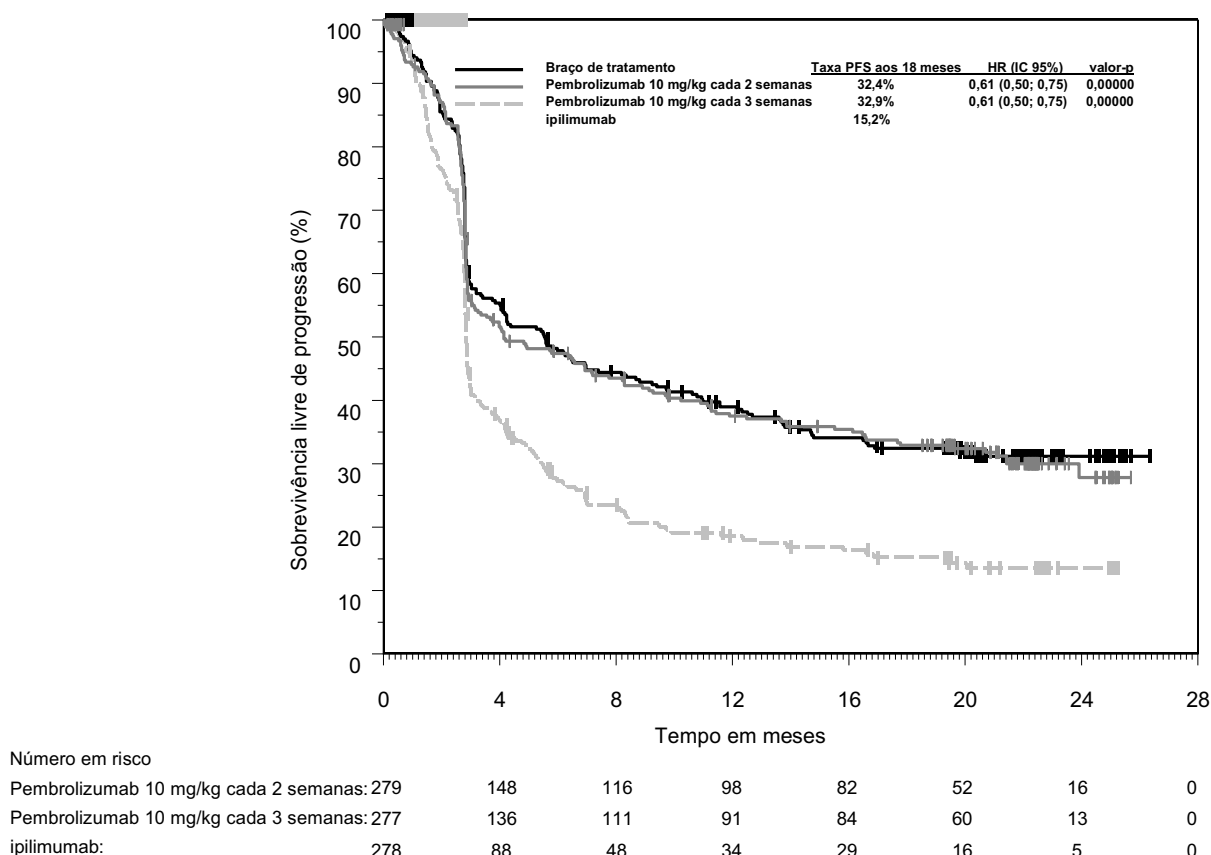 100
90
80
70
60
50
40
30
20
10
0
Sobrevivência livre de progressão (%)
Braço de tratamento Taxa PFS aos 18 meses HR (IC 95%) valor-p
Pembrolizumab 10 mg/kg cada 2 semanas 32,4% 0,61 (0,50; 0,75) 0,00000
Pembrolizumab 10 mg/kg cada 3 semanas 32,9% 0,61 (0,50; 0,75) 0,00000
ipilimumab 15,2%
0 4 8 12 16 20 24 28
Tempo em meses
Número em risco
Pembrolizumab 10 mg/kg cada 2 semanas: 279 148 116 98 82 52 16 0
Pembrolizumab 10 mg/kg cada 3 semanas: 277 136 111 91 84 60 13 0
ipilimumab: 278 88 48 34 29 16 5 0